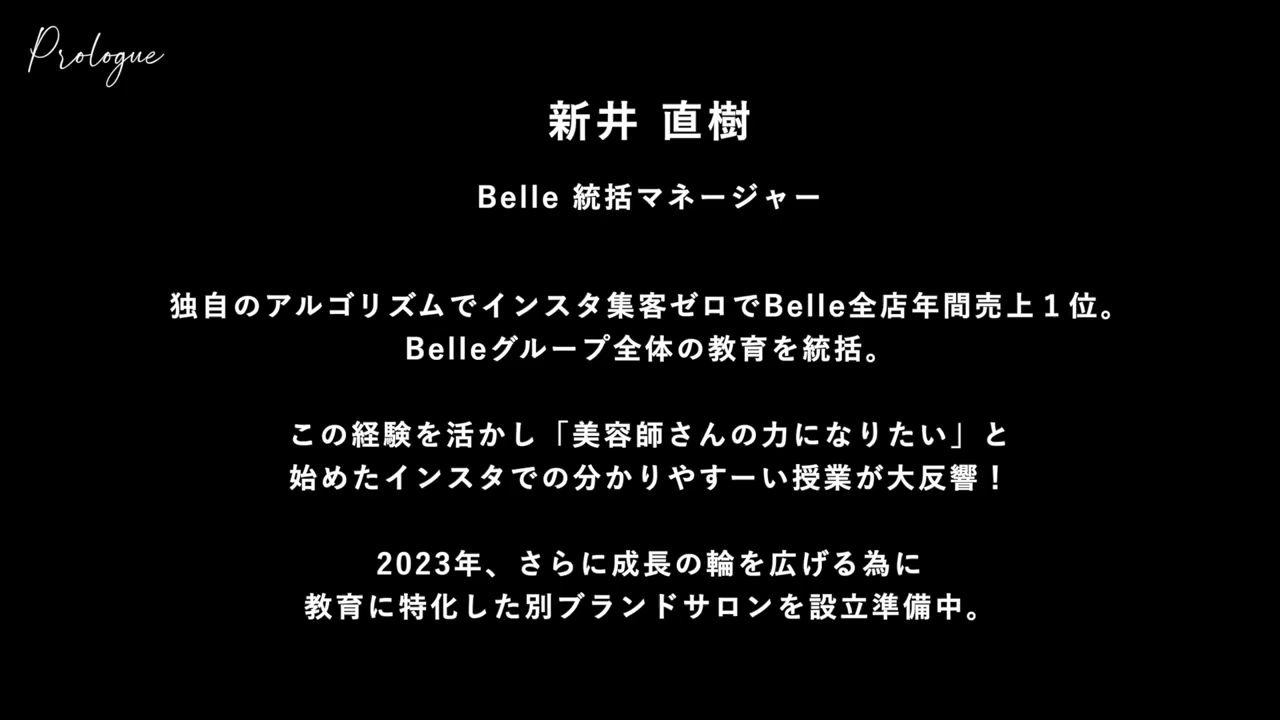 Prologue
新井 直樹
Belle 統括マネージャー
独自のアルゴリズムでインスタ集客ゼロでBelle全店年間売上１位。
Belleグループ全体の教育を統括。
この経験を活かし「美容師さんの力になりたい」と
始めたインスタでの分かりやすーい授業が大反響！
2023年、さらに成長の輪を広げる為に
教育に特化した別ブランドサロンを設立準備中。